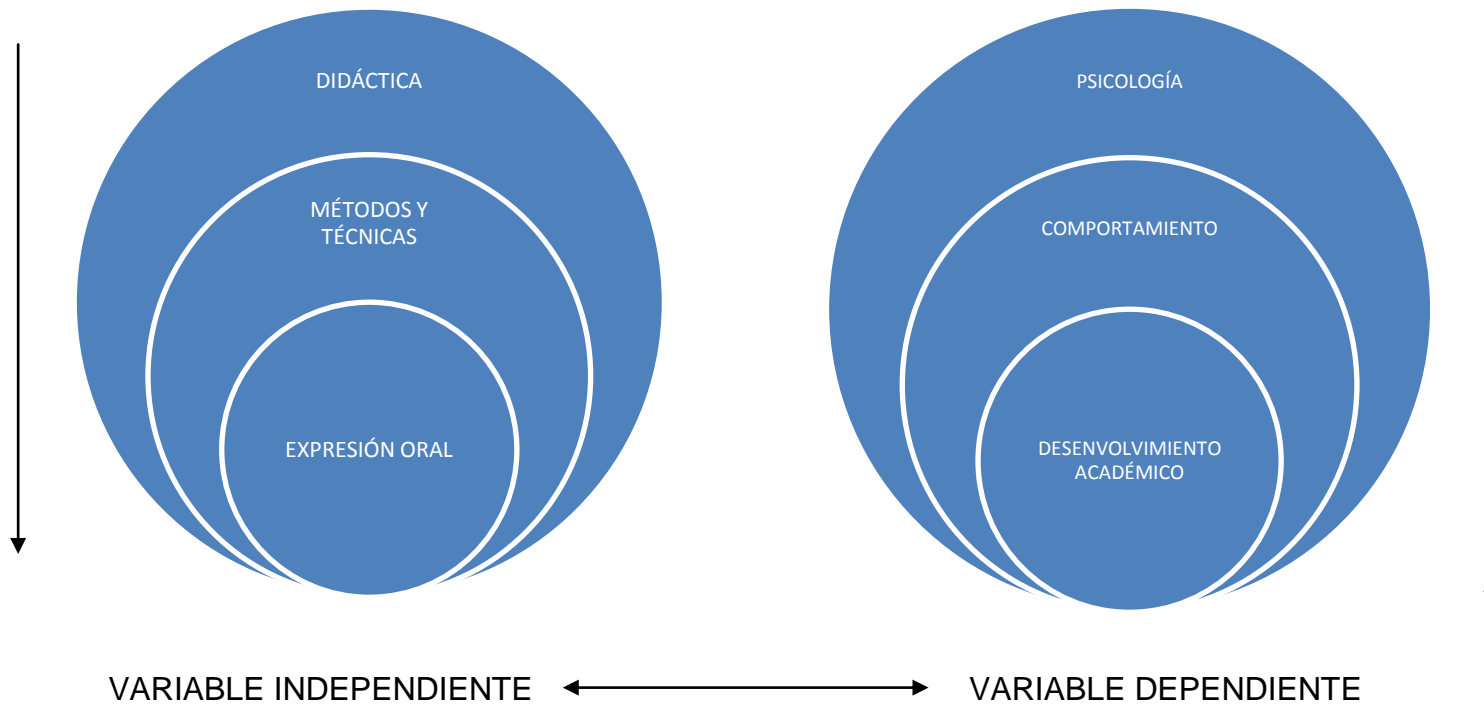 DIDÁCTICA
MÉTODOS Y
TÉCNICAS
EXPRESIÓN ORAL
PSICOLOGÍA
COMPORTAMIENTO
DESENVOLVIMIENTO
ACADÉMICO
VARIABLE INDEPENDIENTE
VARIABLE DEPENDIENTE